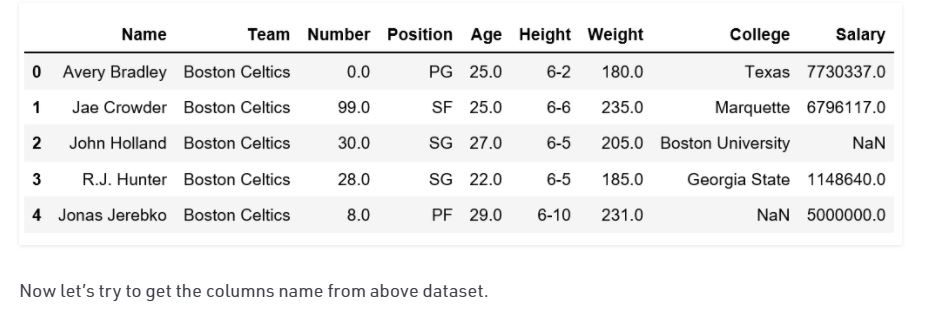 Name Team Number Position Age Height Weight College Salary
0 Avery Bradley Boston Celtics 0.0 PG 25.0 6-2 180.0 Texas 7730337.0
1 Jae Crowder Boston Celtics 99.0 SF 25.0 6-6 235.0 Marquette 6796117.0
2 John Holland Boston Celtics 30.0 SG 27.0 6-5 205.0 Boston University NaN
3 R.J. Hunter Boston Celtics 28.0 SG 22.0 6-5 185.0 Georgia State 1148640.0
4 Jonas Jerebko Boston Celtics 8.0 PF 29.0 6-10 231.0 NaN 5000000.0
Now let’s try to get the columns name from above dataset.